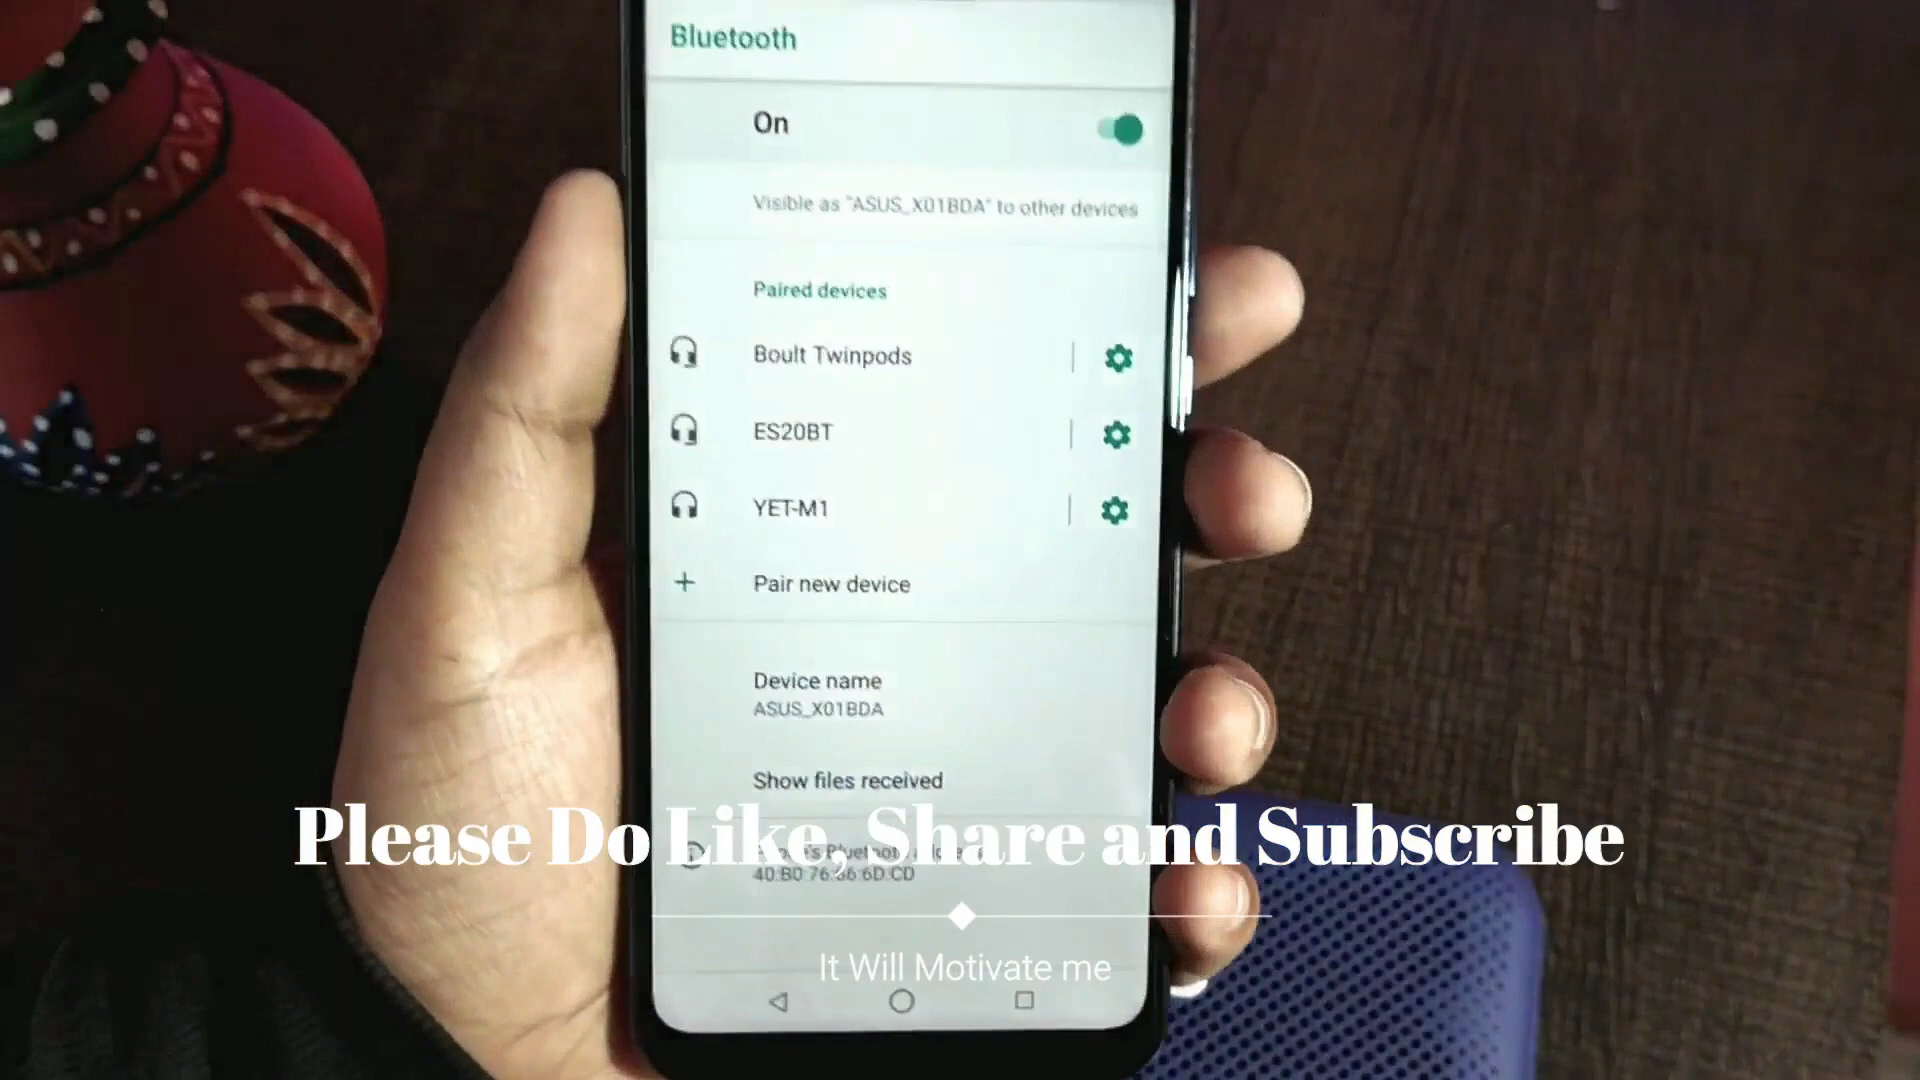 Bluetooth
On
Visible as "ASUS_X01BDA" to other devices
Paired devices
Boult Twinpods
ES20BT
YET-M1
Pair new device
Device name
ASUS_X01BDA
Show files received
Please Do Like, Share and Subscribe
It Will Motivate me